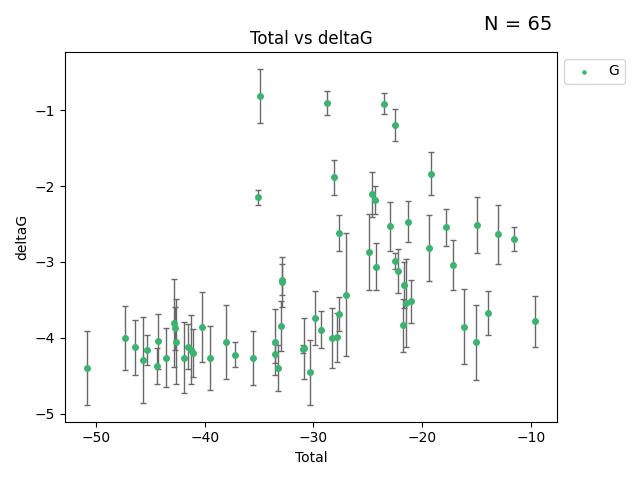 N = 65
Total vs deltaG
G
deltaG
−1
−2
−3
−4
−5
−50 −40 −30 −20 −10
Total